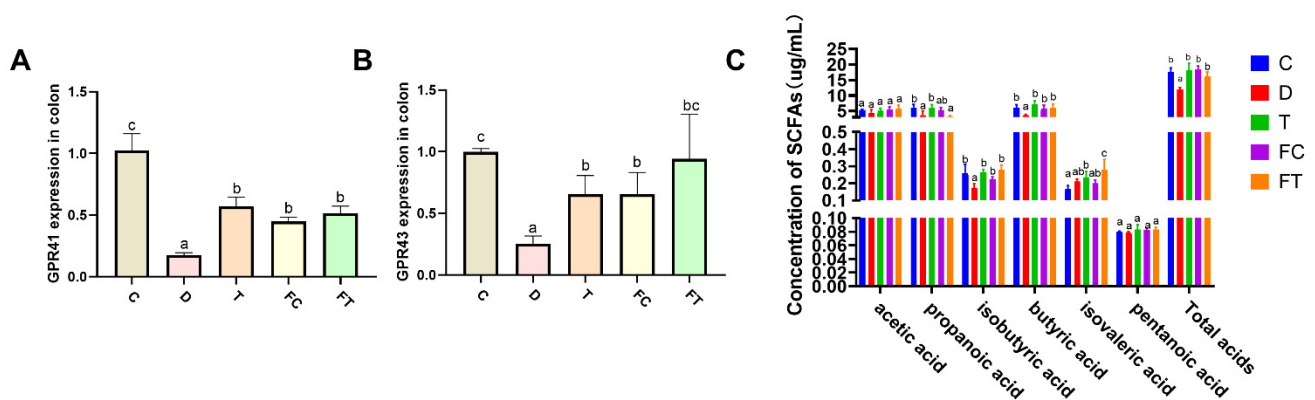 A
GPR41 expression in colon
1.5
1.0
0.5
0.0
c
a
b
b
b
C
D
T
FC
FT
B
GPR43 expression in colon
1.5
1.0
0.5
0.0
c
a
b
b
bc
C
D
T
FC
FT
C
Concentration of SCFAs(ug/mL)
25
20
15
10
5
0.5
0.4
0.3
0.2
0.1
0.10
0.08
0.06
0.04
0.02
0.00
a a a a a
b a b ab a
b a b b b
b a b b b
a ab b ab c
a a a a a
b a b b b
acetic acid
propanoic acid
isobutyric acid
butyric acid
isovaleric acid
pentanoic acid
Total acids
C
D
T
FC
FT